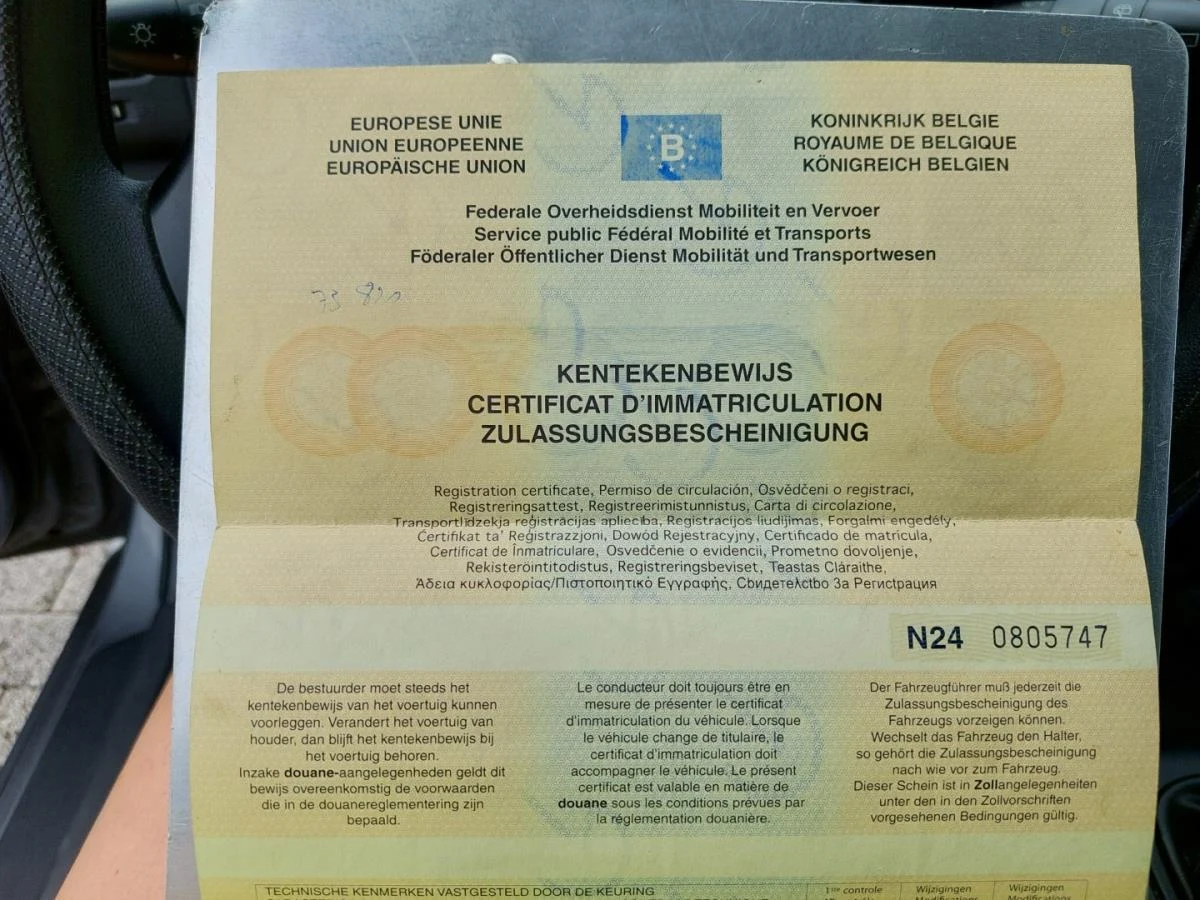 EUROPESE UNIE
UNION EUROPEENNE
EUROPÄISCHE UNION
B
KONINKRIJK BELGIE
ROYAUME DE BELGIQUE
KÖNIGREICH BELGIEN
Federale Overheidsdienst Mobiliteit en Vervoer
Service public Fédéral Mobilité et Transports
Föderaler Öffentlicher Dienst Mobilität und Transportwesen
KENTEKENBEWIJS
CERTIFICAT D'IMMATRICULATION
ZULASSUNGSBESCHEINIGUNG
Registration certificate, Permiso de circulación, Osvědčeni o registraci,
Registreringsattest, Registreerimistunnistus, Carta di circolazione,
Transportlīdzekļa reģistrācijas apliecība, Registracijos liudijimas, Forgalmi engedély,
Ċertifikat ta' Reġistrazzjoni, Dowód Rejestracyjny, Certificado de matrícula,
Certificat de Înmatriculare, Osvedčenie o evidencii, Prometno dovoljenje,
Rekisteröintitodistus, Registreringsbeviset, Teastas Cláraithe,
Άδεια κυκλοφορίας/Πιστοποιητικό Εγγραφής, Свидетелство За Регистрация
N24 0805747
De bestuurder moet steeds het
kentekenbewijs van het voertuig kunnen
voorleggen. Verandert het voertuig van
houder, dan blijft het kentekenbewijs bij
het voertuig behoren.
Inzake douane-aangelegenheden geldt dit
bewijs overeenkomstig de voorwaarden
die in de douanereglementering zijn
bepaald.
Le conducteur doit toujours être en
mesure de présenter le certificat
d'immatriculation du véhicule. Lorsque
le véhicule change de titulaire, le
certificat d'immatriculation doit
accompagner le véhicule. Le présent
certificat est valable en matière de
douane sous les conditions prévues par
la réglementation douanière.
Der Fahrzeugführer muß jederzeit die
Zulassungsbescheinigung des
Fahrzeugs vorzeigen können.
Wechselt das Fahrzeug den Halter,
so gehört die Zulassungsbescheinigung
nach wie vor zum Fahrzeug.
Dieser Schein ist in Zollangelegenheiten
unter den in den Zollvorschriften
vorgesehenen Bedingungen gültig.
TECHNISCHE KENMERKEN VASTGESTELD DOOR DE KEURING
1ste controle
Wijzigingen
Wijzigingen